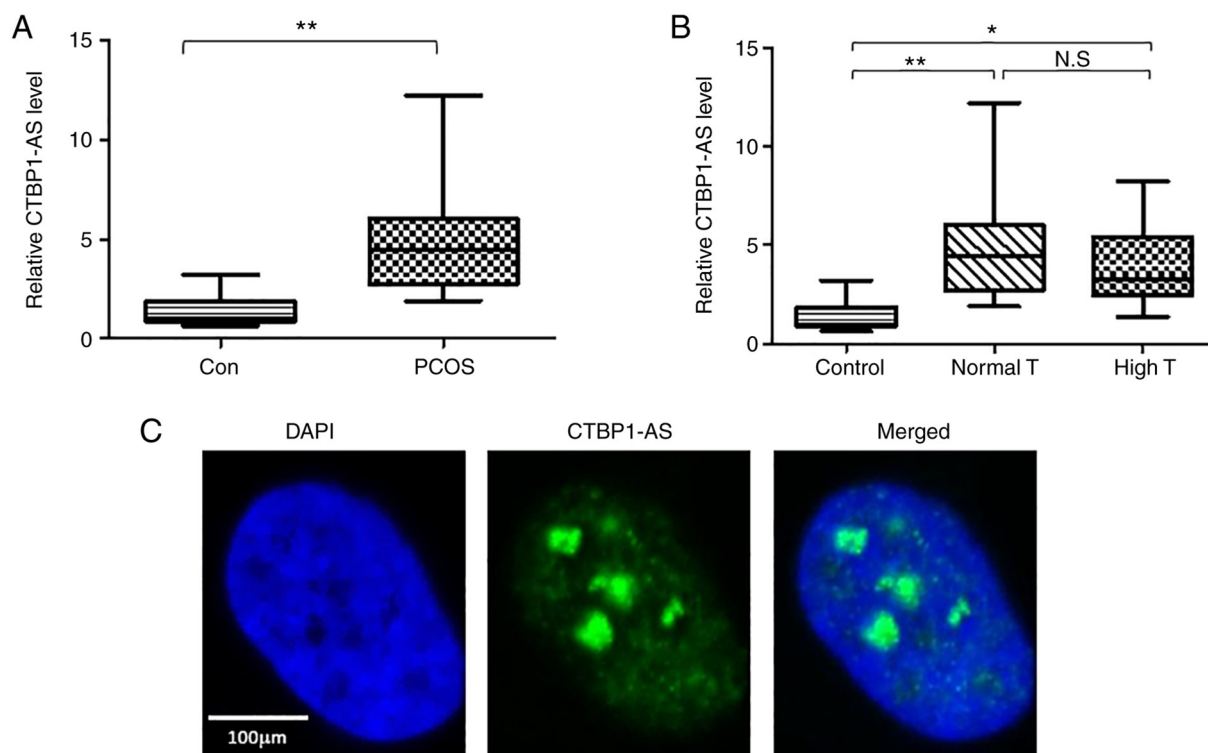 A
**
15
10
5
0
Relative CTBP1-AS level
Con
PCOS
B
*
**
N.S
15
10
5
0
Relative CTBP1-AS level
Control
Normal T
High T
C
DAPI
CTBP1-AS
Merged
100μm